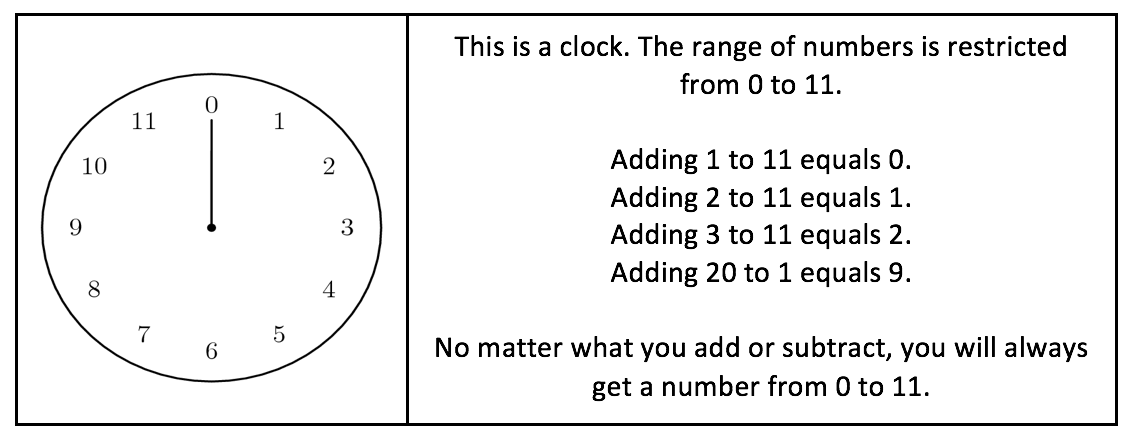 0
11
1
10
2
9
3
8
4
7
5
6
This is a clock. The range of numbers is restricted
from 0 to 11.
Adding 1 to 11 equals 0.
Adding 2 to 11 equals 1.
Adding 3 to 11 equals 2.
Adding 20 to 1 equals 9.
No matter what you add or subtract, you will always
get a number from 0 to 11.